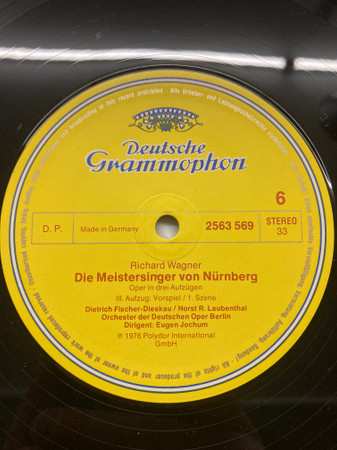 Deutsche
Grammophon
6
D. P.
Made in Germany
2563 569
STEREO
33
Richard Wagner
Die Meistersinger von Nürnberg
Oper in drei Aufzügen
III. Aufzug: Vorspiel / 1. Szene
Dietrich Fischer-Dieskau / Horst R. Laubenthal
Orchester der Deutschen Oper Berlin
Dirigent: Eugen Jochum
℗ 1976 Polydor International
GmbH